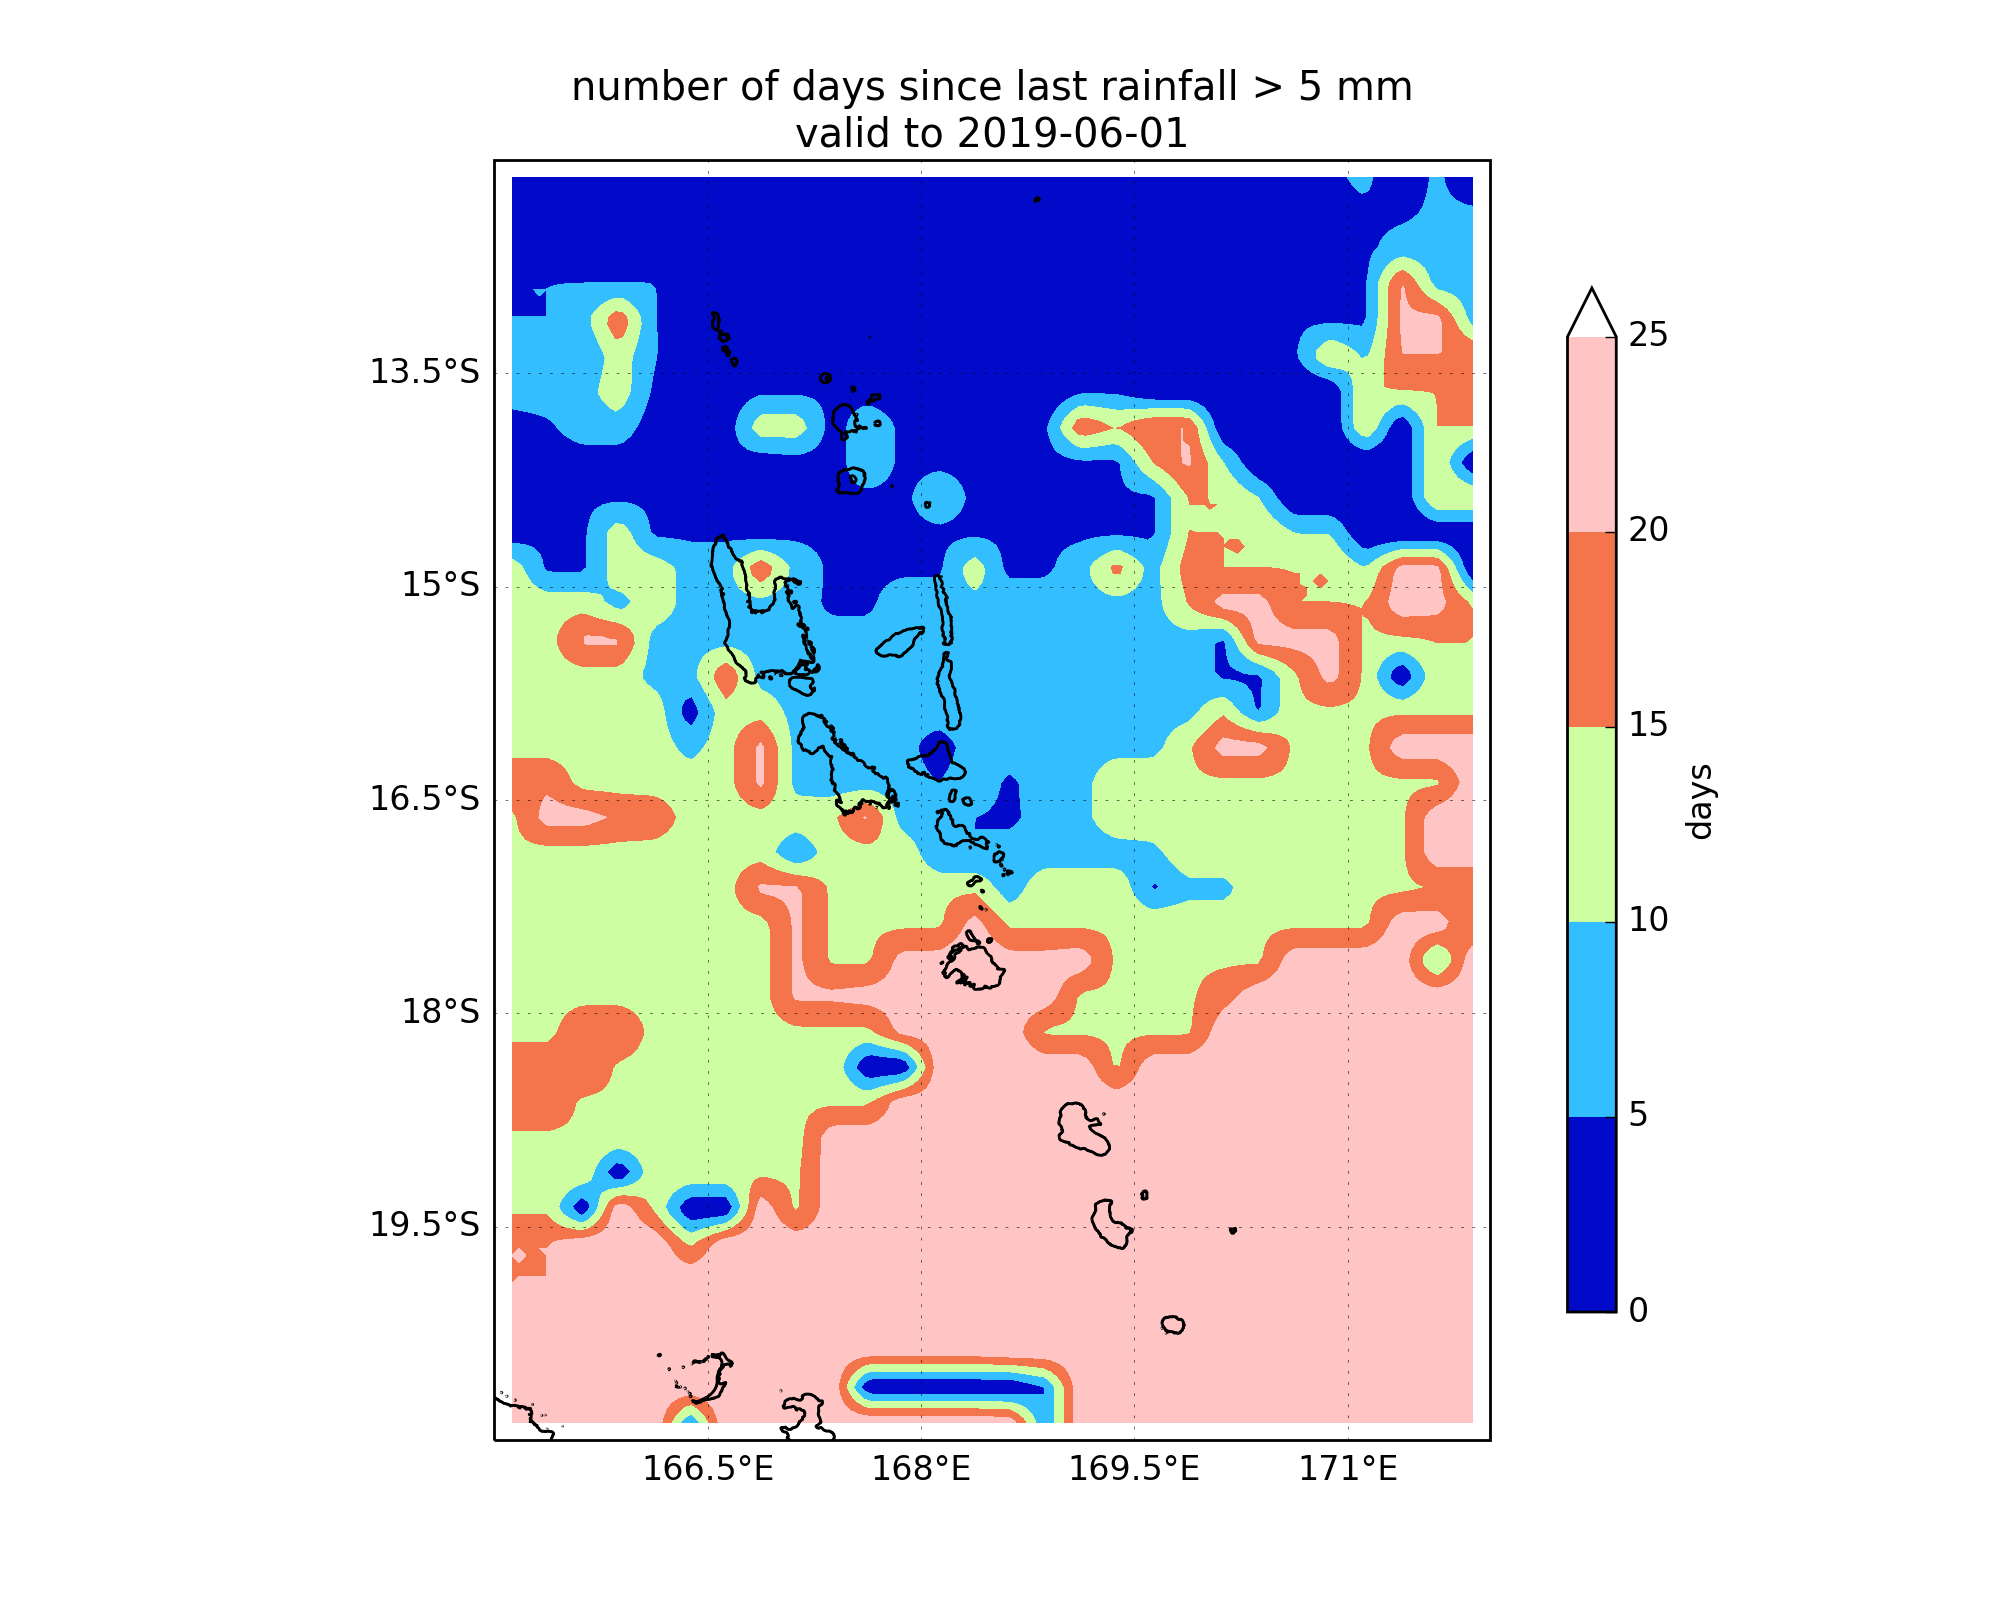 number of days since last rainfall > 5 mm
valid to 2019-06-01
13.5°S
15°S
16.5°S
18°S
19.5°S
166.5°E
168°E
169.5°E
171°E
25
20
15
10
5
0
days